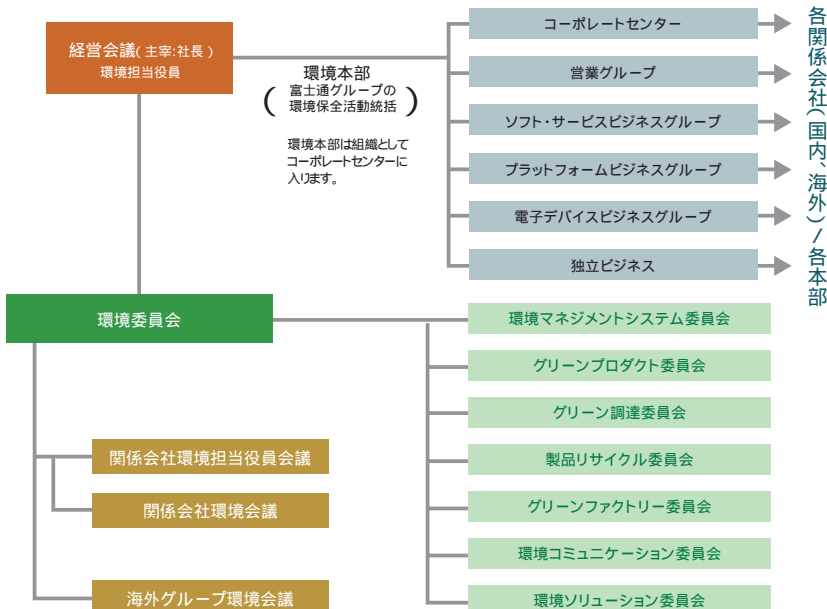 経営会議(主宰:社長)
環境担当役員
環境本部
(富士通グループの
環境保全活動統括)
環境本部は組織として
コーポレートセンターに
入ります。
コーポレートセンター
営業グループ
ソフト・サービスビジネスグループ
プラットフォームビジネスグループ
電子デバイスビジネスグループ
独立ビジネス
各関係会社(国内、海外)/各本部
環境委員会
環境マネジメントシステム委員会
グリーンプロダクト委員会
グリーン調達委員会
製品リサイクル委員会
グリーンファクトリー委員会
環境コミュニケーション委員会
環境ソリューション委員会
関係会社環境担当役員会議
関係会社環境会議
海外グループ環境会議